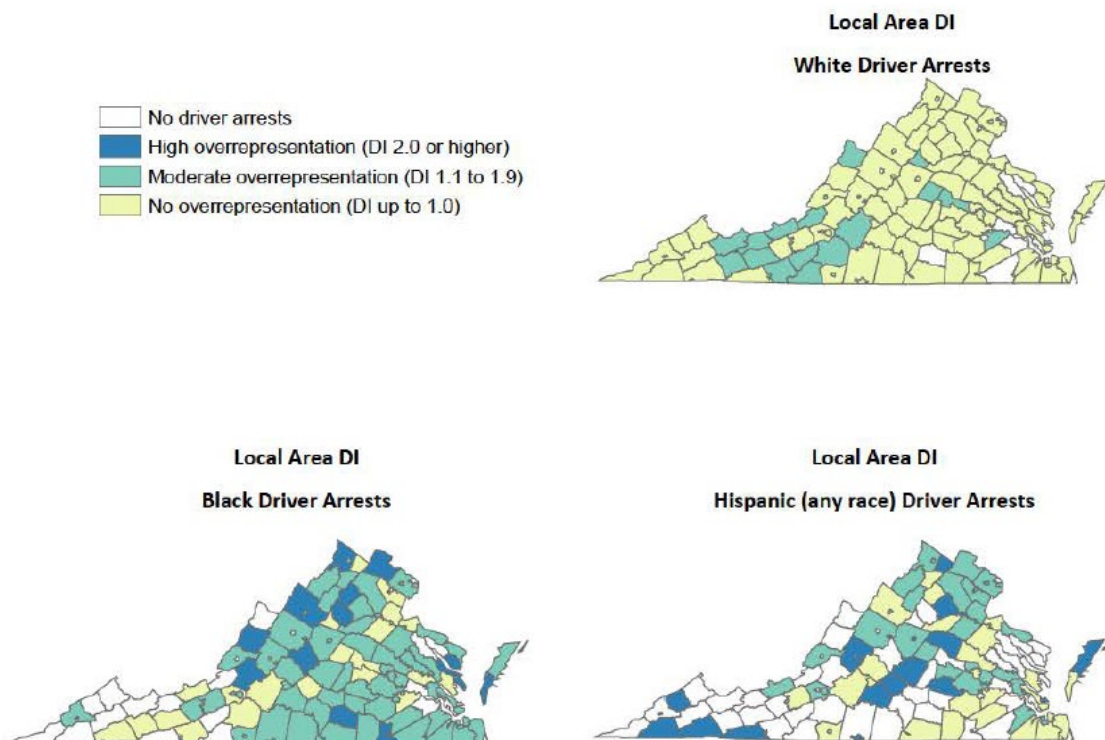 Local Area DI
White Driver Arrests
No driver arrests
High overrepresentation (DI 2.0 or higher)
Moderate overrepresentation (DI 1.1 to 1.9)
No overrepresentation (DI up to 1.0)
Local Area DI
Black Driver Arrests
Local Area DI
Hispanic (any race) Driver Arrests